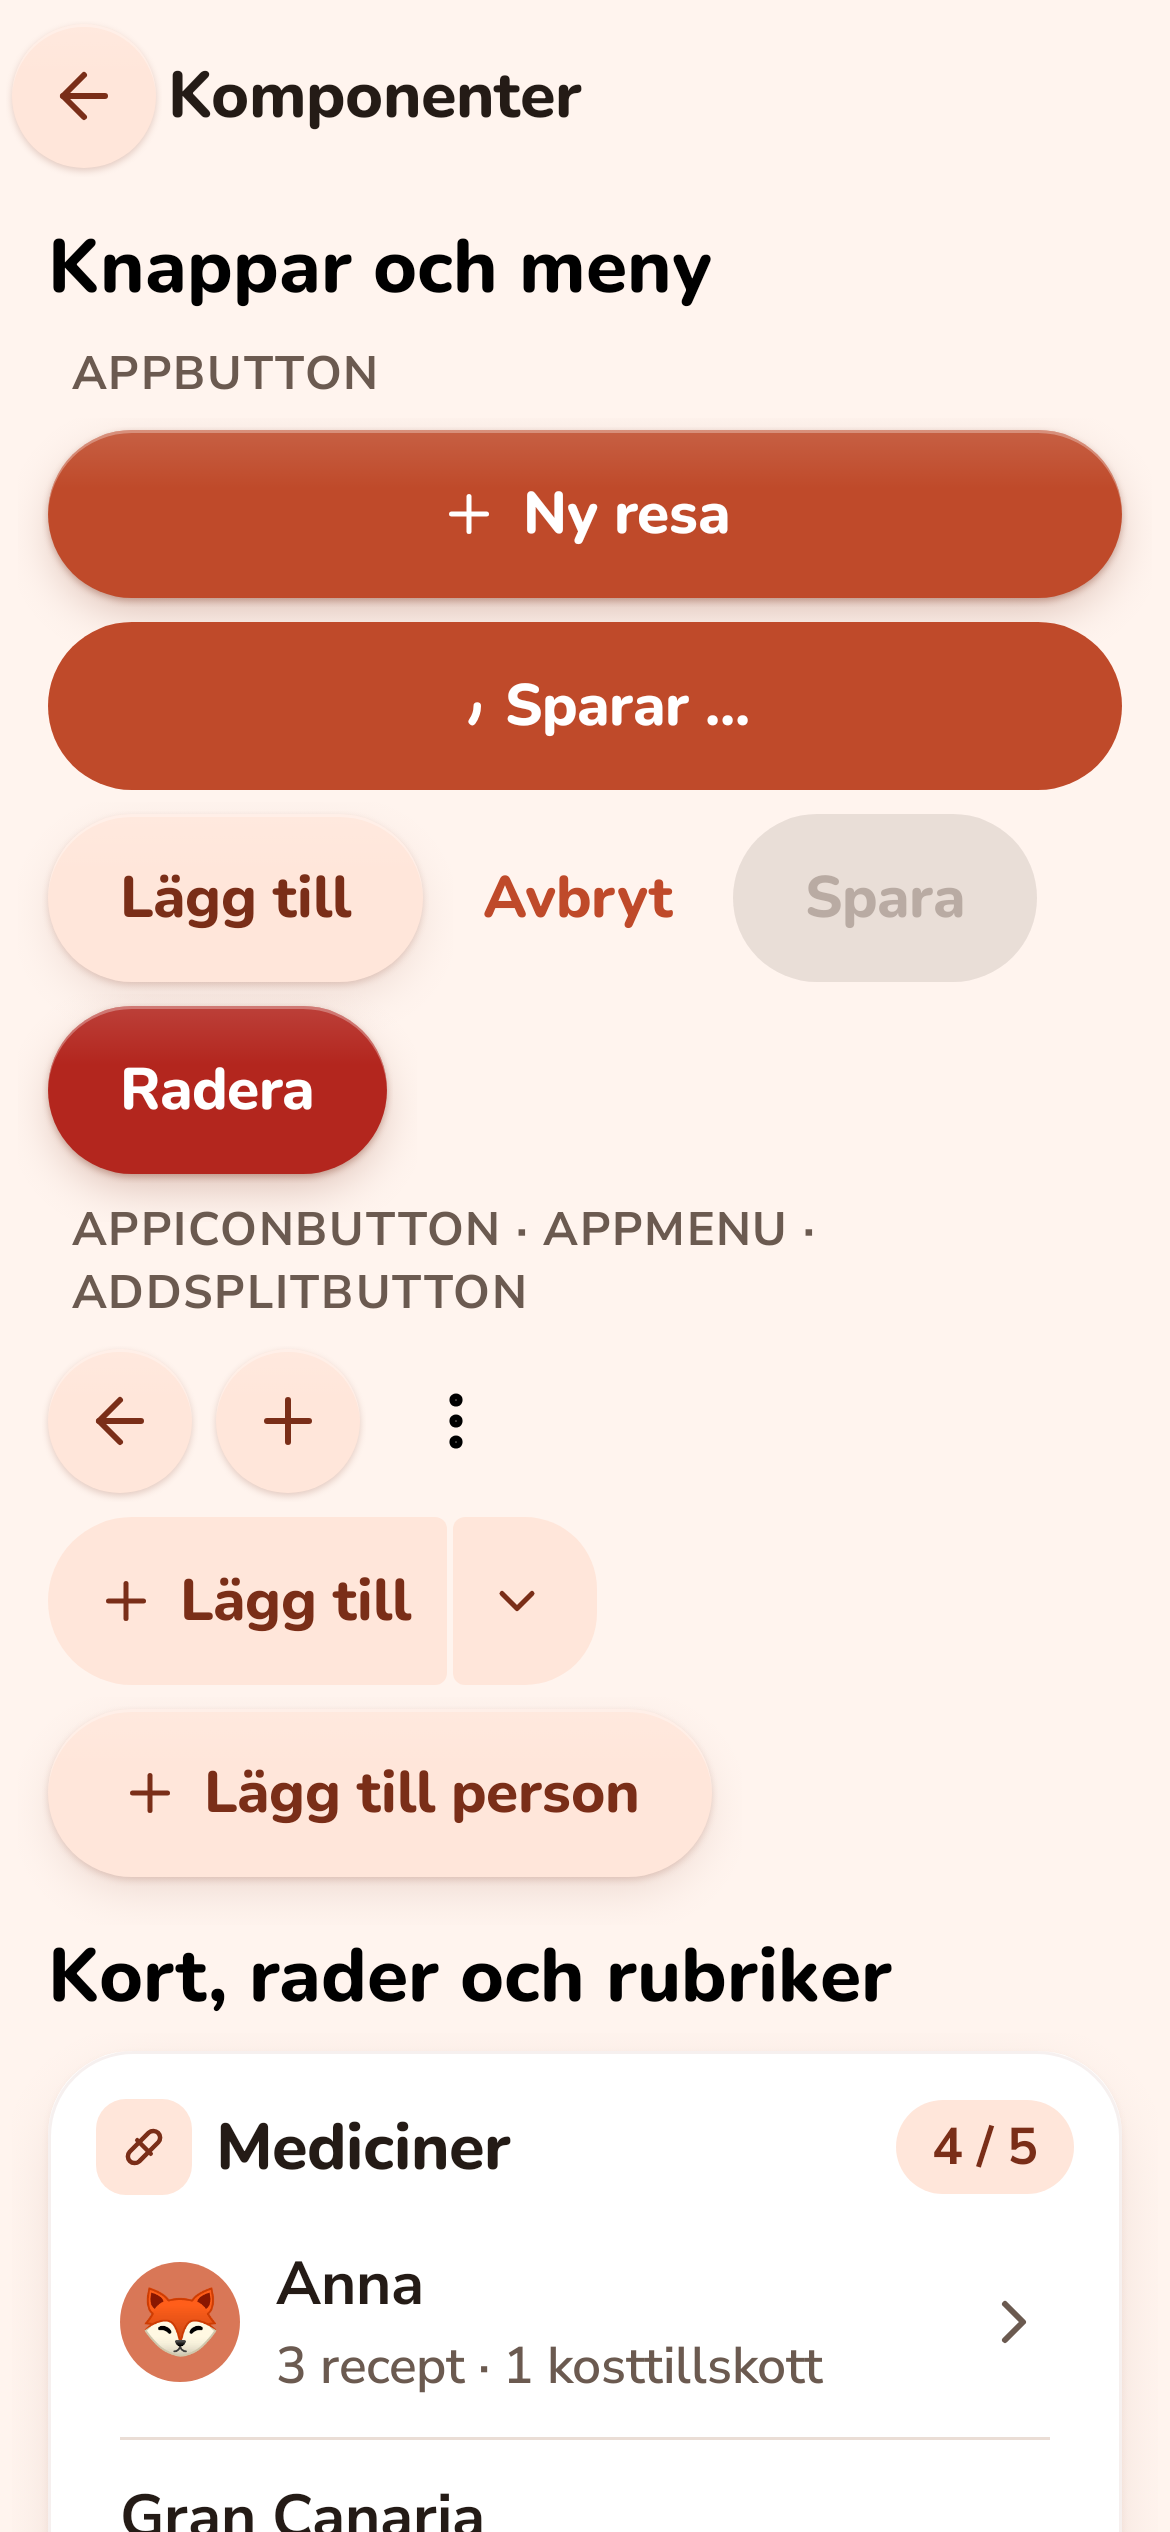 Komponenter
Knappar och meny
APPBUTTON
Ny resa
Sparar ...
Lägg till
Avbryt
Spara
Radera
APPICONBUTTON · APPMENU ·
ADDSPLITBUTTON
Lägg till
Lägg till person
Kort, rader och rubriker
Mediciner
4 / 5
Anna
3 recept · 1 kosttillskott
Gran Canaria